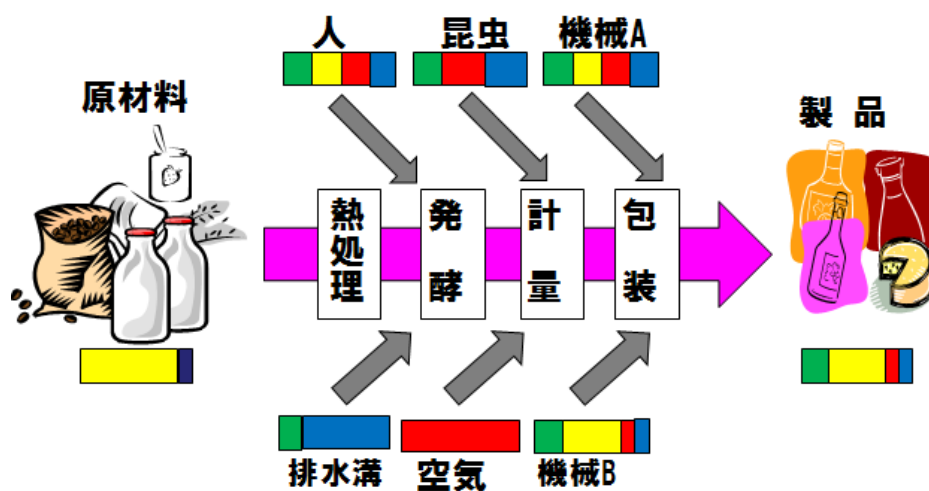 人
昆虫
機械A
原材料
製品
熱処理
発酵
計量
包装
排水溝
空気
機械B